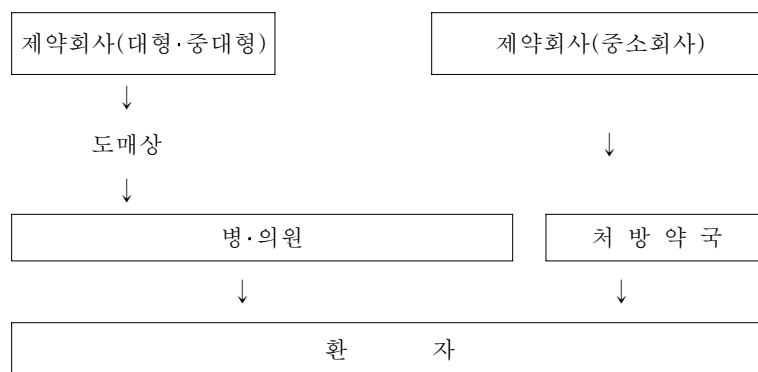 제약회사(대형·중대형) 제약회사(중소회사)
↓
도매상 ↓
↓
병·의원 처 방 약 국
↓ ↓
환 자